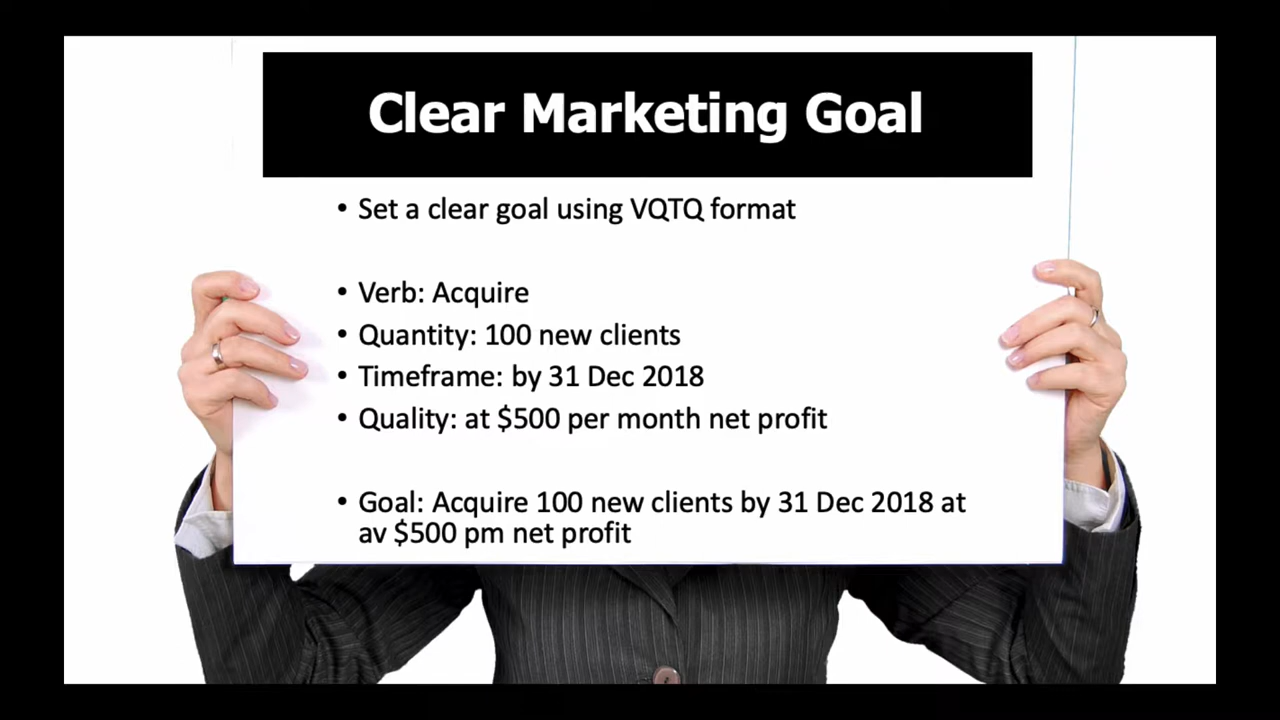 Clear Marketing Goal
• Set a clear goal using VQTQ format
• Verb: Acquire
• Quantity: 100 new clients
• Timeframe: by 31 Dec 2018
• Quality: at $500 per month net profit
• Goal: Acquire 100 new clients by 31 Dec 2018 at
av $500 pm net profit